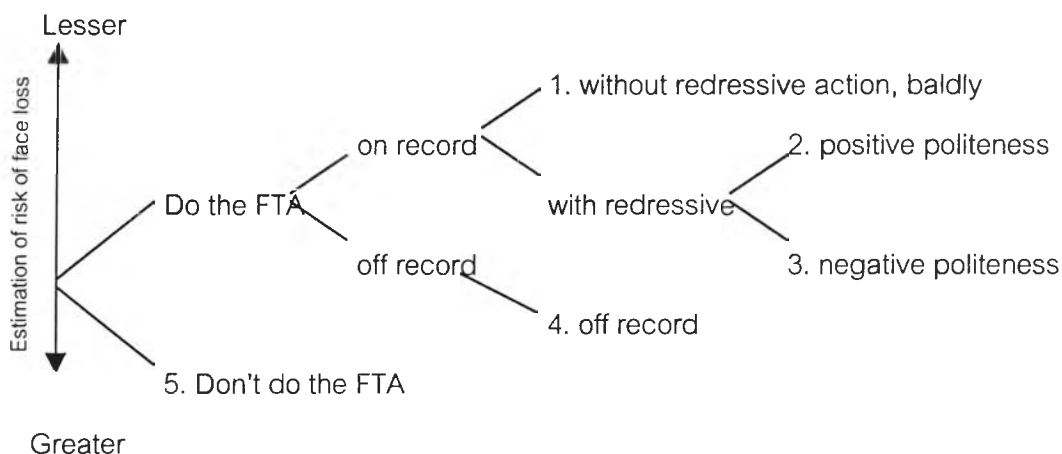 Lesser
Estimation of risk of face loss
1. without redressive action, baldly
on record
2. positive politeness
Do the FTA
with redressive
off record
3. negative politeness
4. off record
5. Don't do the FTA
Greater